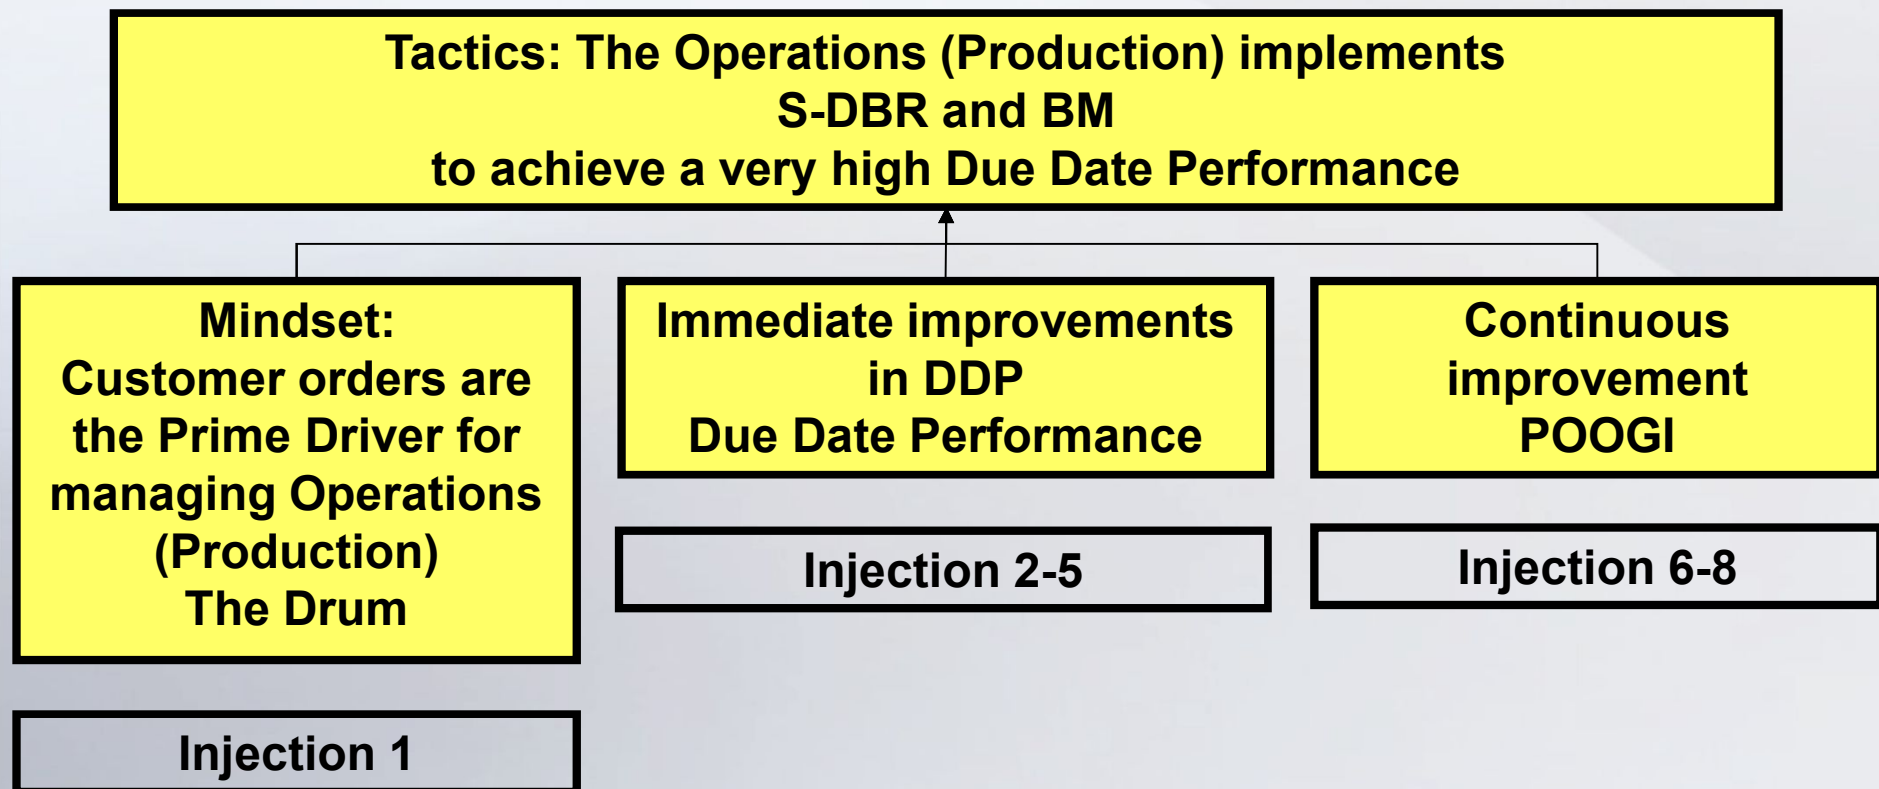 Tactics: The Operations (Production) implements
S-DBR and BM
to achieve a very high Due Date Performance
Mindset:
Customer orders are
the Prime Driver for
managing Operations
(Production)
The Drum
Injection 1
Immediate improvements
in DDP
Due Date Performance
Injection 2-5
Continuous
improvement
POOGI
Injection 6-8